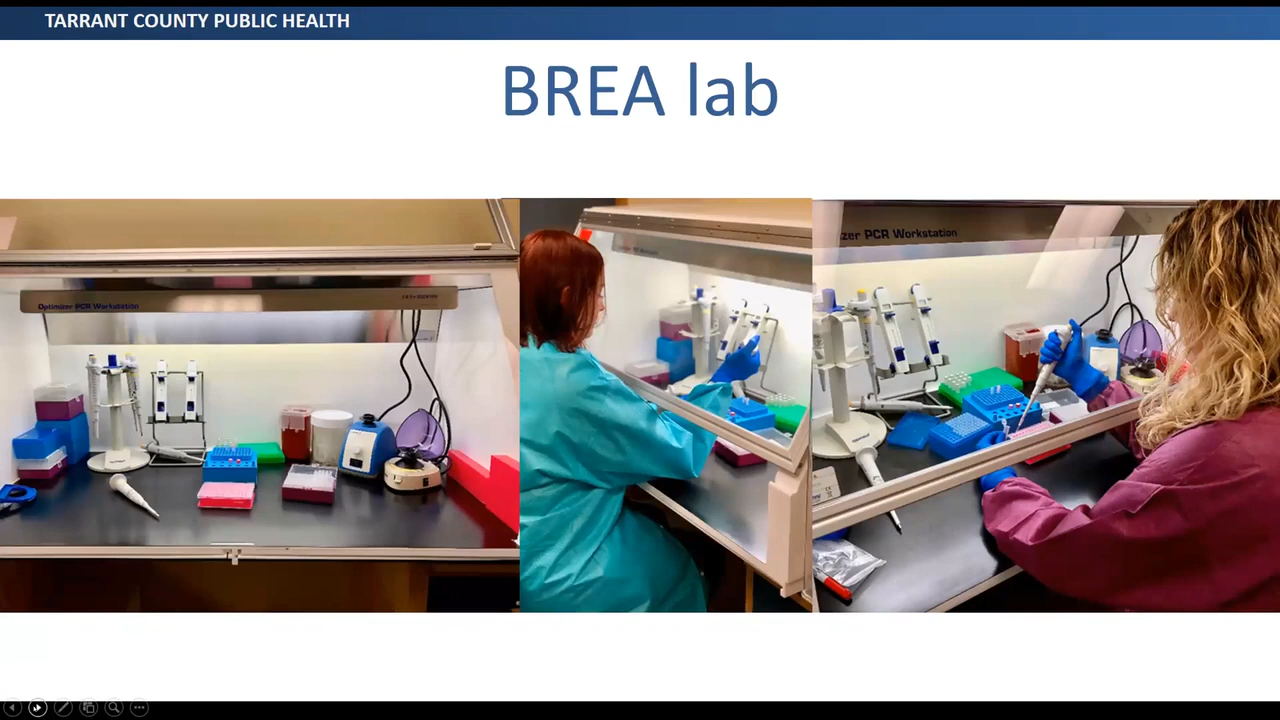 TARRANT COUNTY PUBLIC HEALTH
BREA lab
Optimizer PCR Workstation
zer PCR Workstation